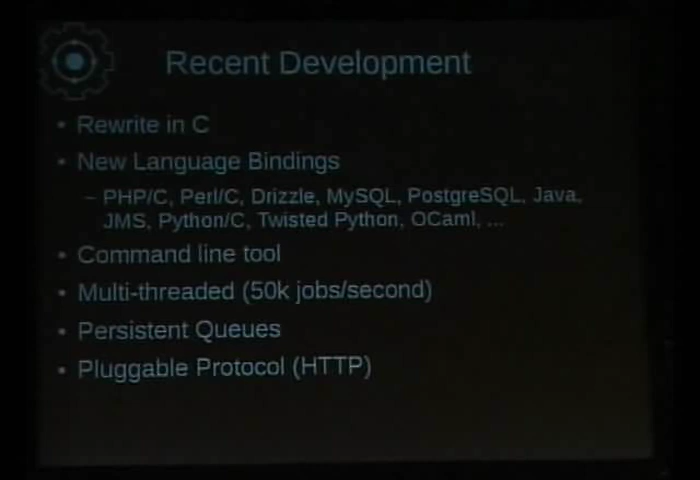 Recent Development
• Rewrite in C
• New Language Bindings
– PHP/C, Perl/C, Drizzle, MySQL, PostgreSQL, Java,
JMS, Python/C, Twisted Python, OCaml, ...
• Command line tool
• Multi-threaded (50k jobs/second)
• Persistent Queues
• Pluggable Protocol (HTTP)